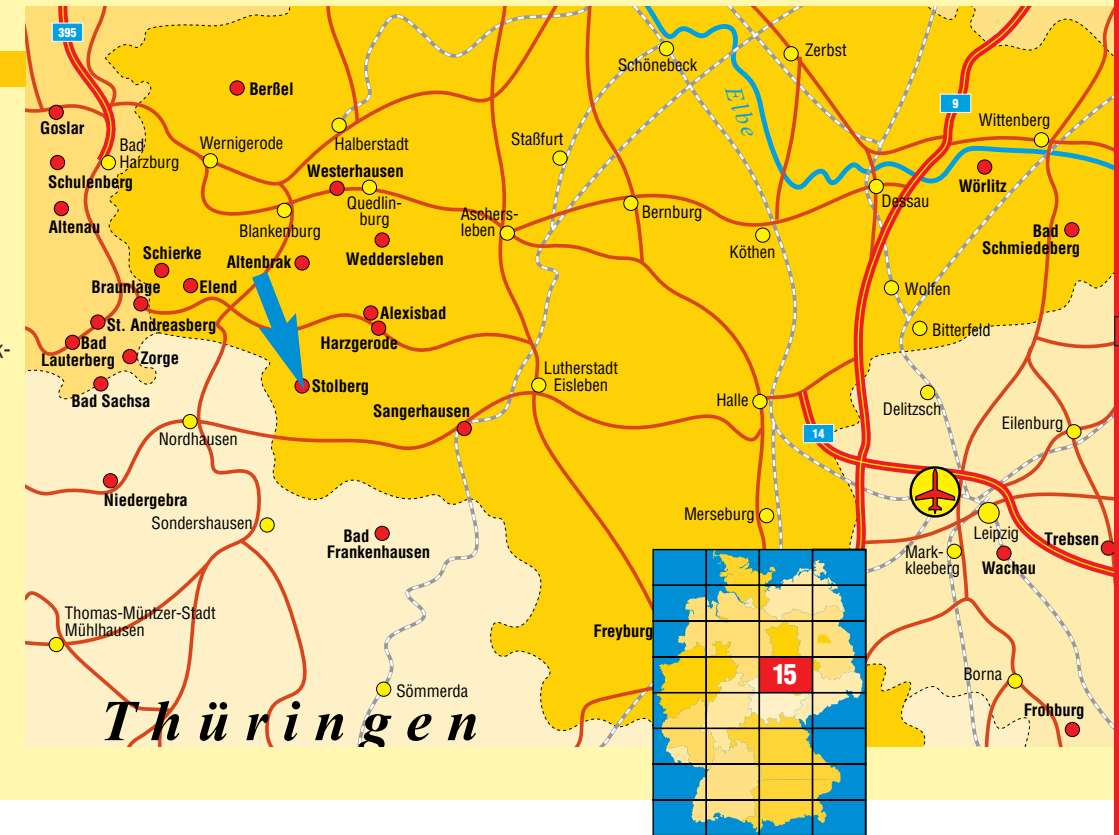 395
Schönebeck
Zerbst
Berßel
Elbe
9
Goslar
Halberstadt
Wittenberg
Bad
Harzburg
Wernigerode
Staßfurt
Schulenberg
Westerhausen
Wörlitz
Quedlin-
burg
Dessau
Altenau
Aschers-
leben
Bernburg
Blankenburg
Köthen
Bad
Schmiedeberg
Schierke
Altenbrak
Weddersleben
Braunlage
Elend
Wolfen
St. Andreasberg
Alexisbad
Bitterfeld
Bad
Lauterberg
Zorge
Harzgerode
k-
Lutherstadt
Eisleben
Stolberg
Bad Sachsa
Sangerhausen
Halle
Delitzsch
Nordhausen
14
Eilenburg
Niedergebra
Sondershausen
Merseburg
Bad
Frankenhausen
Leipzig
Trebsen
Mark-
kleeberg
Wachau
Thomas-Müntzer-Stadt
Mühlhausen
Freyburg
15
Borna
Sömmerda
Frohburg
Thüringen